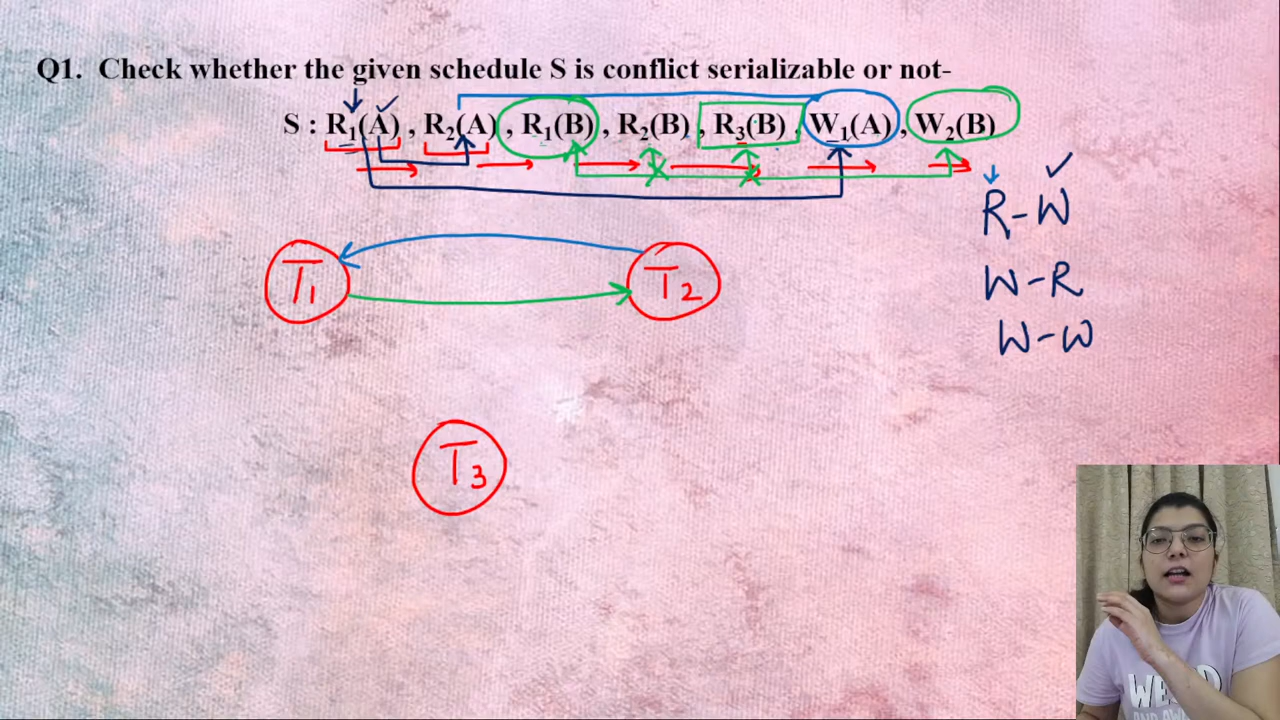 Q1. Check whether the given schedule S is conflict serializable or not-
S : R₁(A) , R₂(A) , R₁(B) , R₂(B) , R₃(B) , W₁(A) , W₂(B)
R-W
W-R
W-W
T₁
T₂
T₃